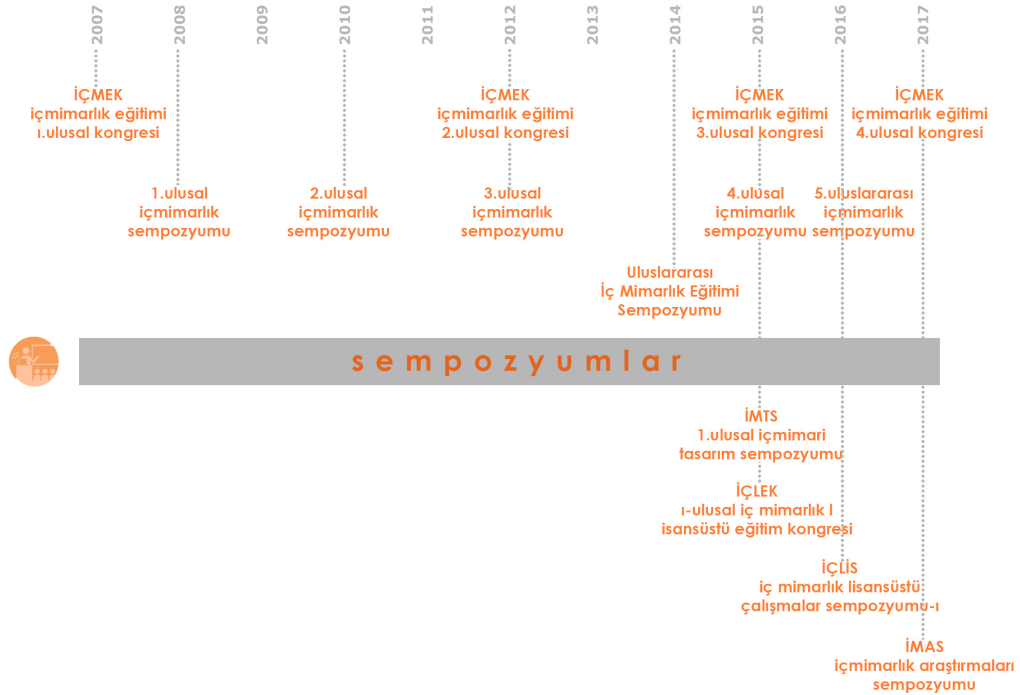 2007
2008
2009
2010
2011
2012
2013
2014
2015
2016
2017
İÇMEK
içmimarlık eğitimi
ı.ulusal kongresi
İÇMEK
içmimarlık eğitimi
2.ulusal kongresi
İÇMEK
içmimarlık eğitimi
3.ulusal kongresi
İÇMEK
içmimarlık eğitimi
4.ulusal kongresi
1.ulusal
içmimarlık
sempozyumu
2.ulusal
içmimarlık
sempozyumu
3.ulusal
içmimarlık
sempozyumu
4.ulusal
içmimarlık
sempozyumu
5.uluslararası
içmimarlık
sempozyumu
Uluslararası
İç Mimarlık Eğitimi
Sempozyumu
sempozyumlar
İMTS
1.ulusal içmimari
tasarım sempozyumu
İÇLEK
ı-ulusal iç mimarlık l
isansüstü eğitim kongresi
İÇLİS
iç mimarlık lisansüstü
çalışmalar sempozyumu-ı
İMAS
içmimarlık araştırmaları
sempozyumu